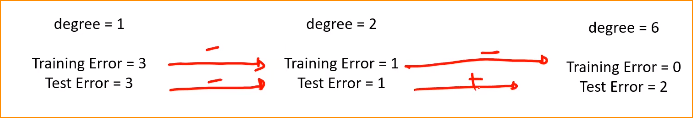 degree = 1
Training Error = 3
Test Error = 3
−
−
degree = 2
Training Error = 1
Test Error = 1
−
+
degree = 6
Training Error = 0
Test Error = 2